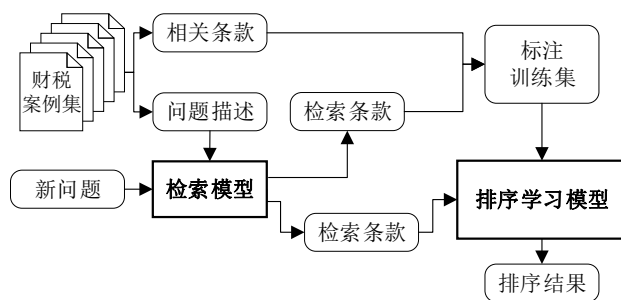 相关条款
标注
训练集
财税
案例集
问题描述
检索条款
新问题
检索模型
排序学习模型
检索条款
排序结果